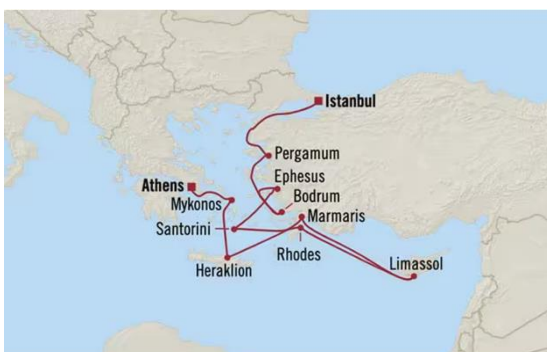 Istanbul
Pergamum
Ephesus
Athens
Bodrum
Mykonos
Marmaris
Santorini
Rhodes
Limassol
Heraklion